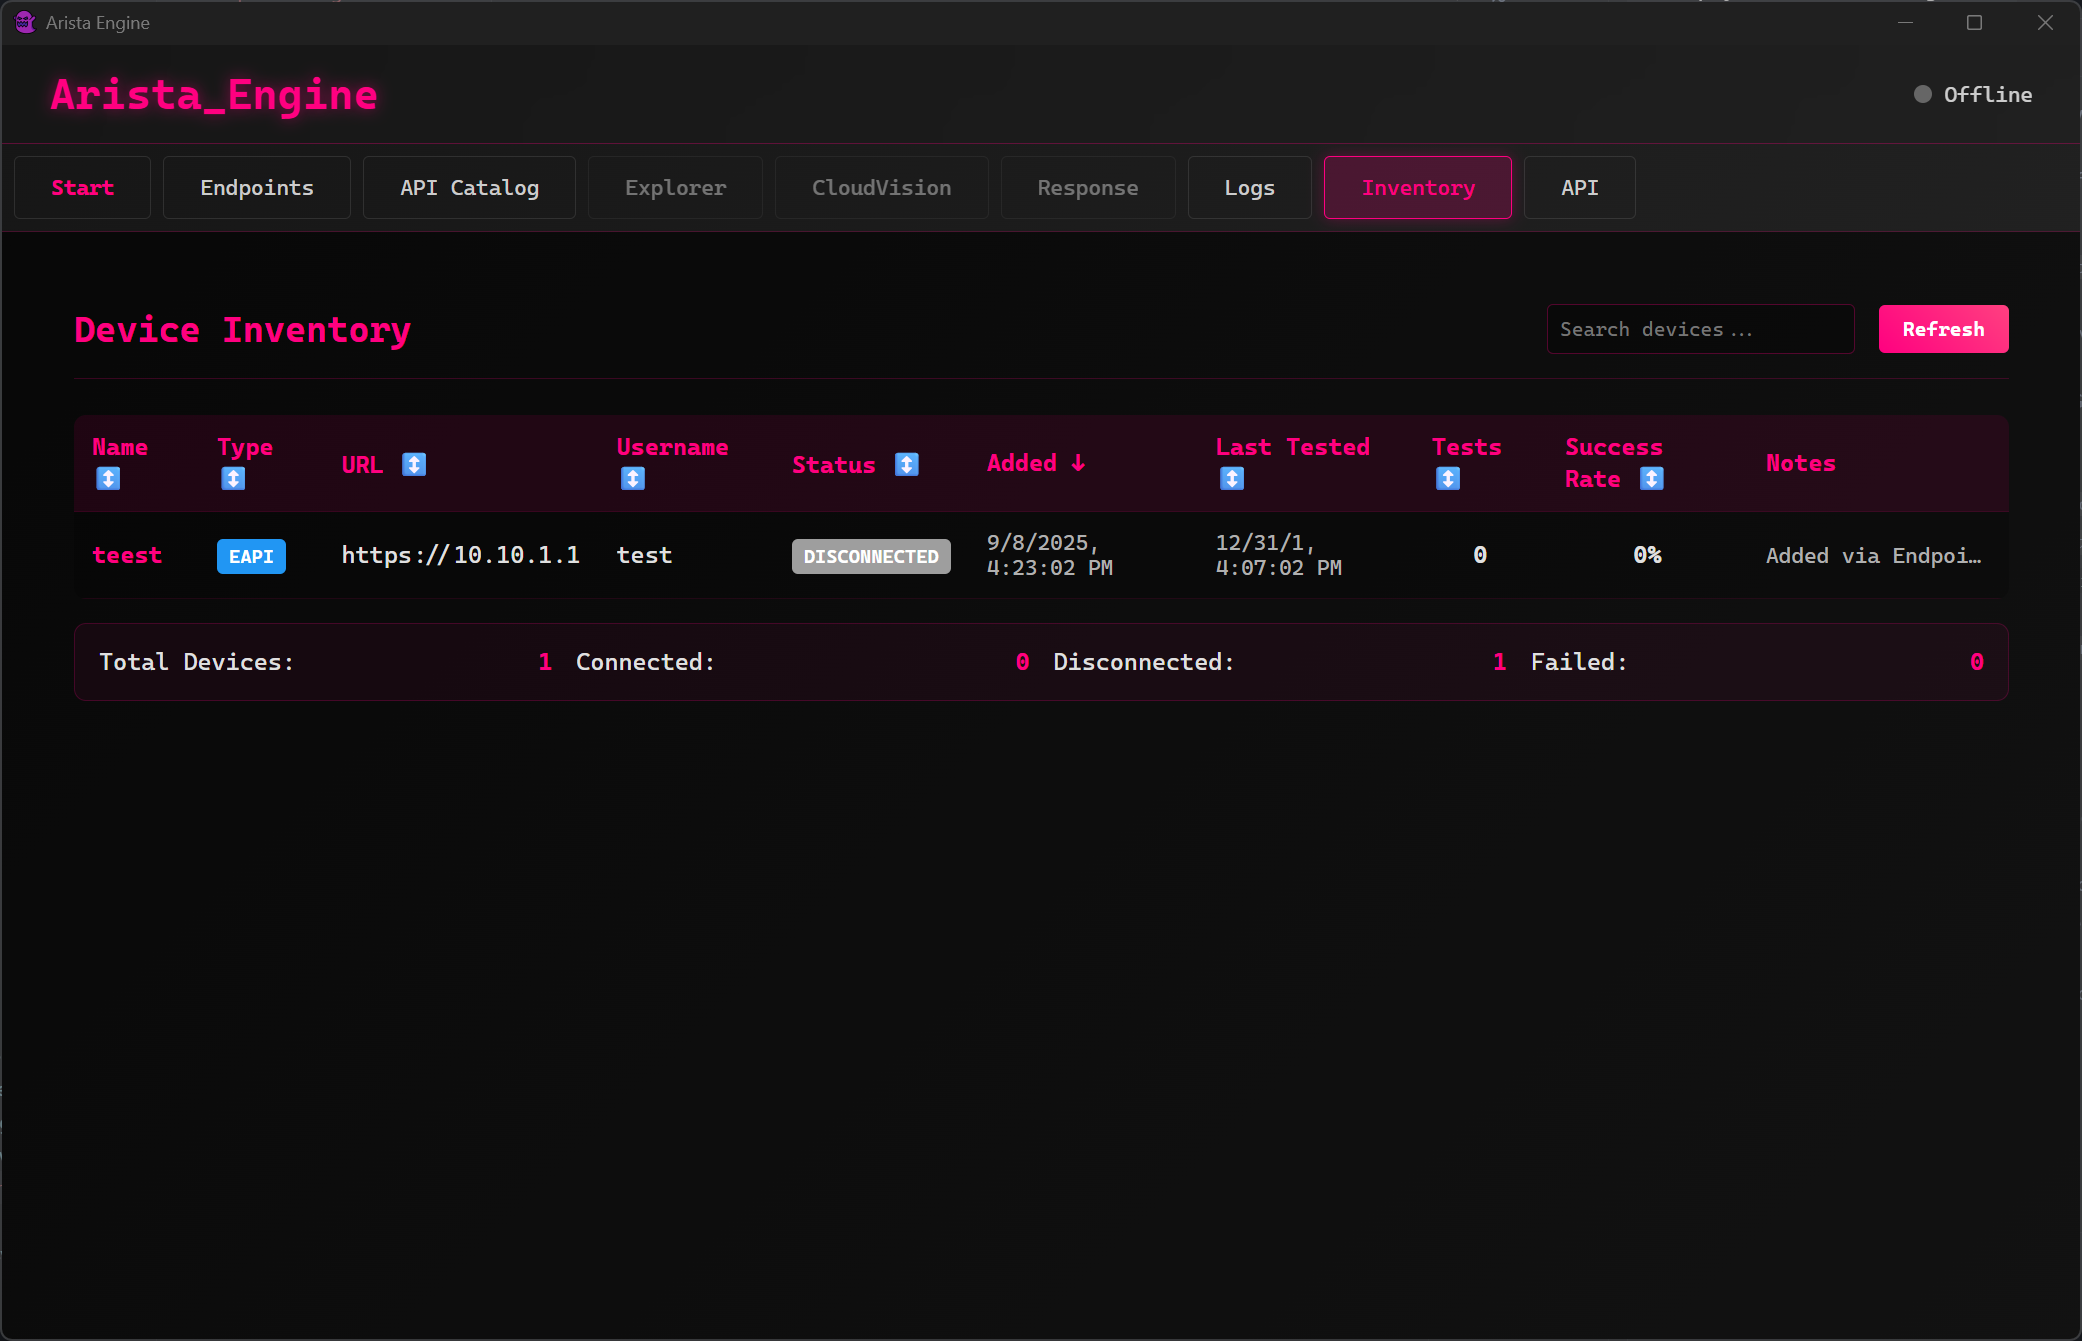 Arista Engine
Arista_Engine
Offline
Start Endpoints API Catalog Explorer CloudVision Response Logs Inventory API
Device Inventory
Search devices...
Refresh
Name ↕️ Type ↕️ URL ↕️ Username ↕️ Status ↕️ Added ↓ Last Tested ↕️ Tests ↕️ Success Rate ↕️ Notes
teest EAPI https://10.10.1.1 test DISCONNECTED 9/8/2025, 4:23:02 PM 12/31/1, 4:07:02 PM 0 0% Added via Endpoi…
Total Devices: 1 Connected: 0 Disconnected: 1 Failed: 0